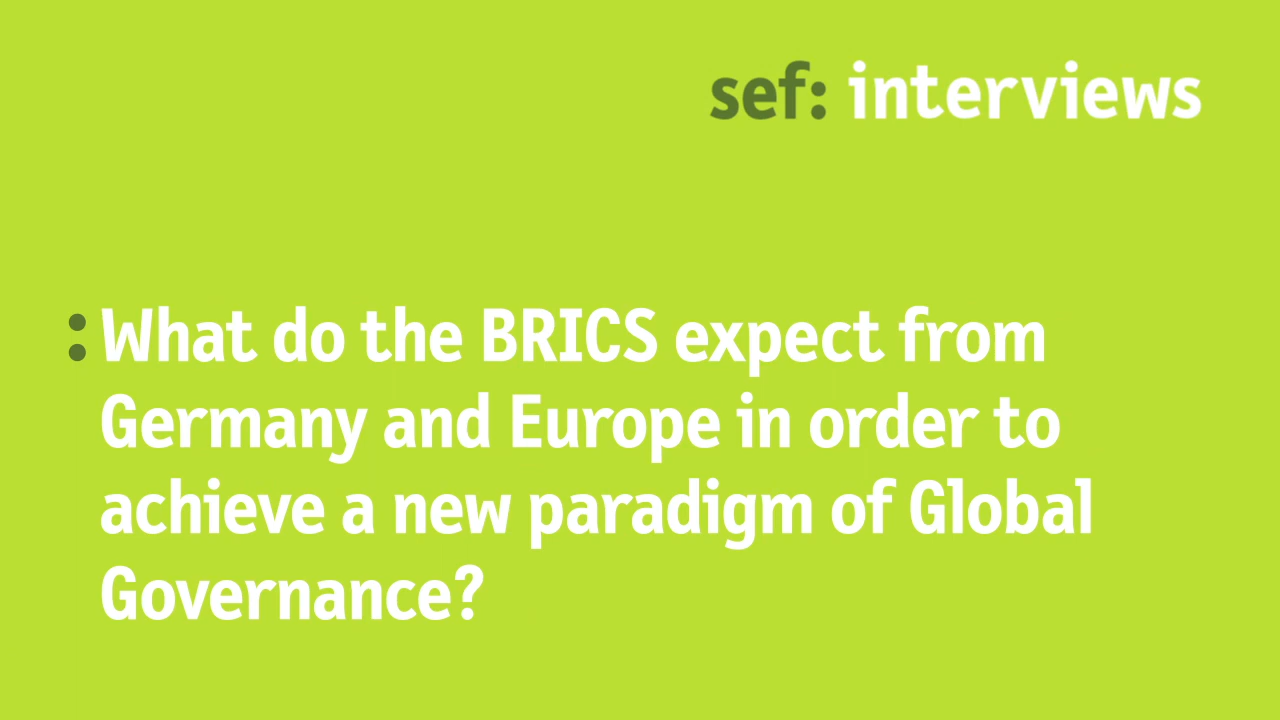 sef: interviews
: What do the BRICS expect from
Germany and Europe in order to
achieve a new paradigm of Global
Governance?